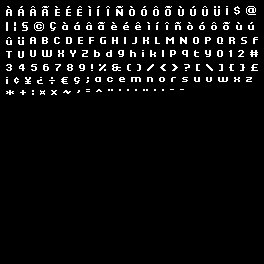 À Á Â Ã È É Ê Ì Í Î Ñ Ò Ó Ô Õ Ù Ú Û Ü Í $ @
Ç à á â ã è é ê ì í î ñ ò ó ô õ ù ú
û ü A B C D E F G H I J K L M N O P Q R S F
T U V W X Y Z b d g h i k l p q t y 0 1 2 #
3 4 5 6 7 8 9 ! % & ( ) / < > ? [ \ ] { } £
¡ ¢ ¥ ¿ ÷ € ç ; a c e m n o r s u v w x z
* + : x x ~